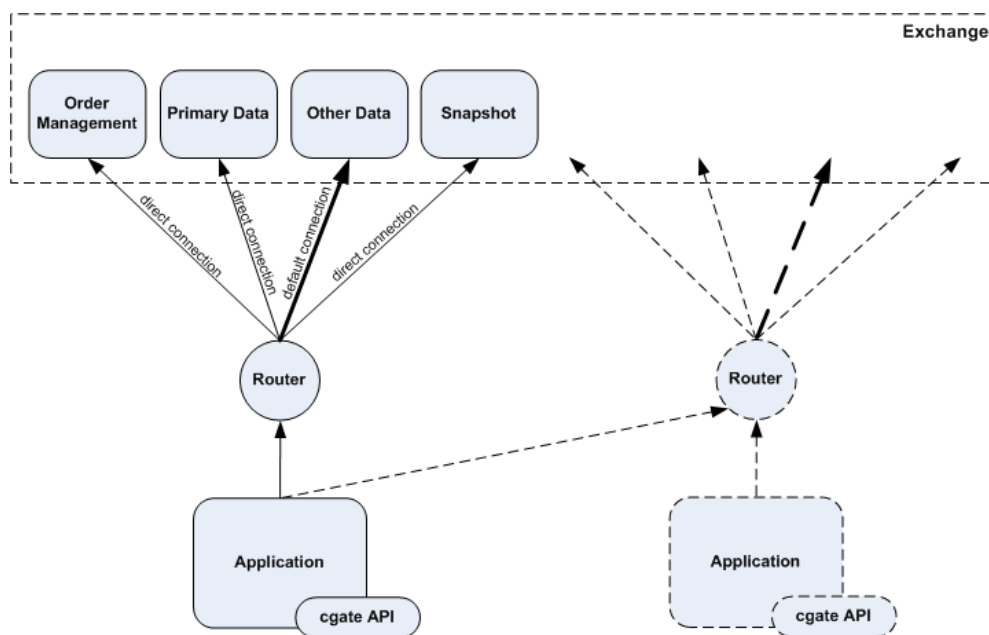 Exchange
Order
Management
Primary Data
Other Data
Snapshot
direct connection
direct connection
default connection
direct connection
Router
Router
Application
cgate API
Application
cgate API